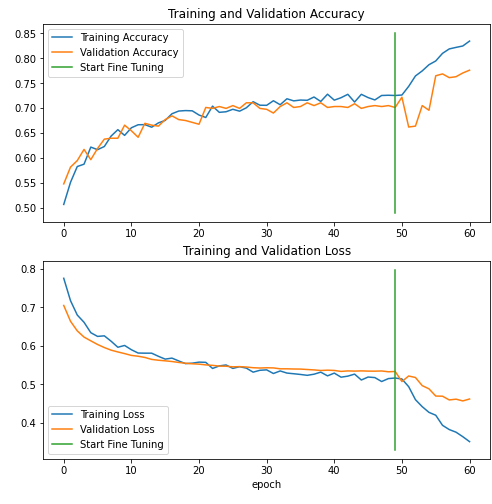 Training and Validation Accuracy
0.85
0.80
0.75
0.70
0.65
0.60
0.55
0.50
Training Accuracy
Validation Accuracy
Start Fine Tuning
0 10 20 30 40 50 60
Training and Validation Loss
0.8
0.7
0.6
0.5
0.4
Training Loss
Validation Loss
Start Fine Tuning
0 10 20 30 40 50 60
epoch